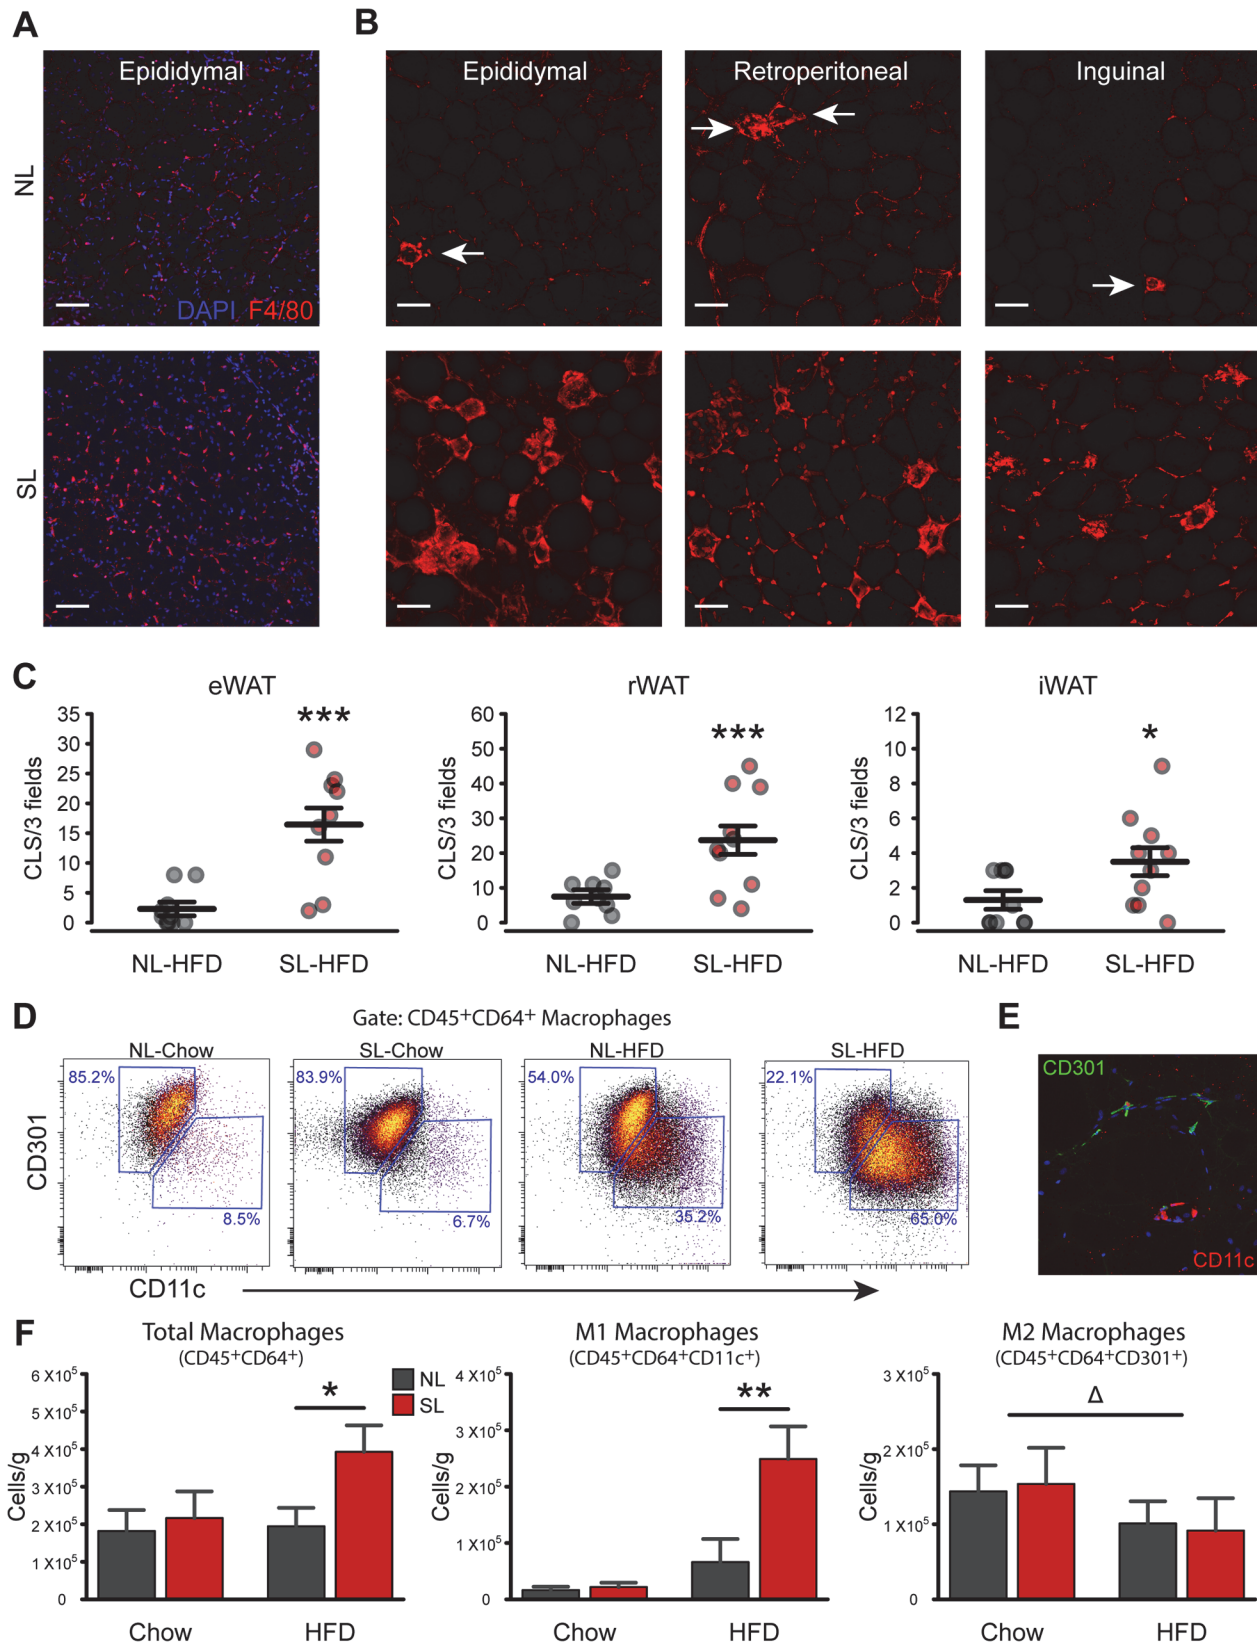 A
B
Epididymal
Epididymal
Retroperitoneal
Inguinal
NL
DAPI F4/80
SL
C
eWAT
rWAT
iWAT
CLS/3 fields
35
30
25
20
15
10
5
0
***
NL-HFD SL-HFD
CLS/3 fields
60
50
40
30
20
10
0
***
NL-HFD SL-HFD
CLS/3 fields
12
10
8
6
4
2
0
*
NL-HFD SL-HFD
D
Gate: CD45⁺CD64⁺ Macrophages
NL-Chow
SL-Chow
NL-HFD
SL-HFD
85.2%
8.5%
83.9%
6.7%
54.0%
35.2%
22.1%
65.0%
CD301
CD11c
E
CD301
CD11c
F
Total Macrophages
(CD45⁺CD64⁺)
Cells/g
6 X10⁵
5 X10⁵
4 X10⁵
3 X10⁵
2 X10⁵
1 X10⁵
0
*
NL
SL
Chow HFD
M1 Macrophages
(CD45⁺CD64⁺CD11c⁺)
Cells/g
4 X10⁵
3 X10⁵
2 X10⁵
1 X10⁵
0
**
Chow HFD
M2 Macrophages
(CD45⁺CD64⁺CD301⁺)
Cells/g
3 X10⁵
2 X10⁵
1 X10⁵
0
Δ
Chow HFD